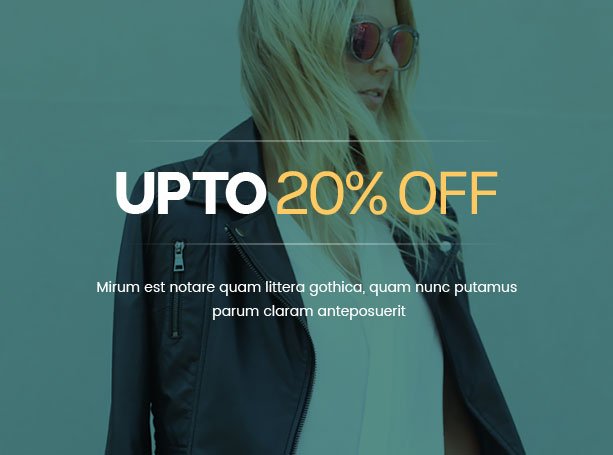 UPTO 20% OFF
Mirum est notare quam littera gothica, quam nunc putamus
parum claram anteposuerit